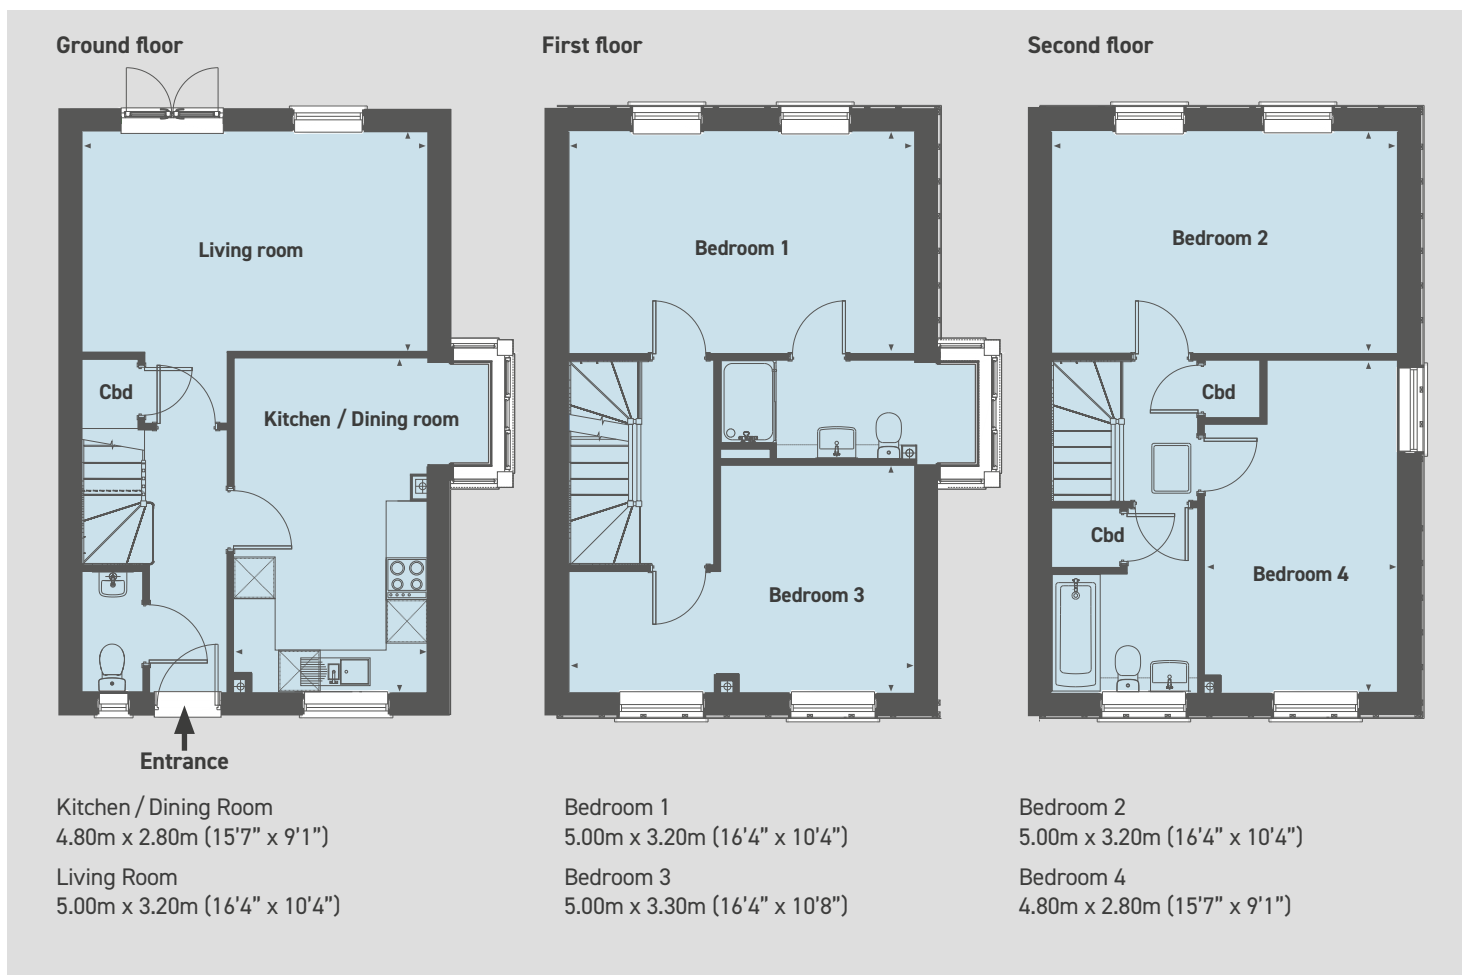 Ground floor
First floor
Second floor
Living room
Cbd
Kitchen / Dining room
Entrance
Bedroom 1
Bedroom 3
Bedroom 2
Cbd
Cbd
Bedroom 4
Kitchen / Dining Room
4.80m x 2.80m (15’7” x 9’1”)
Living Room
5.00m x 3.20m (16’4” x 10’4”)
Bedroom 1
5.00m x 3.20m (16’4” x 10’4”)
Bedroom 3
5.00m x 3.30m (16’4” x 10’8”)
Bedroom 2
5.00m x 3.20m (16’4” x 10’4”)
Bedroom 4
4.80m x 2.80m (15’7” x 9’1”)